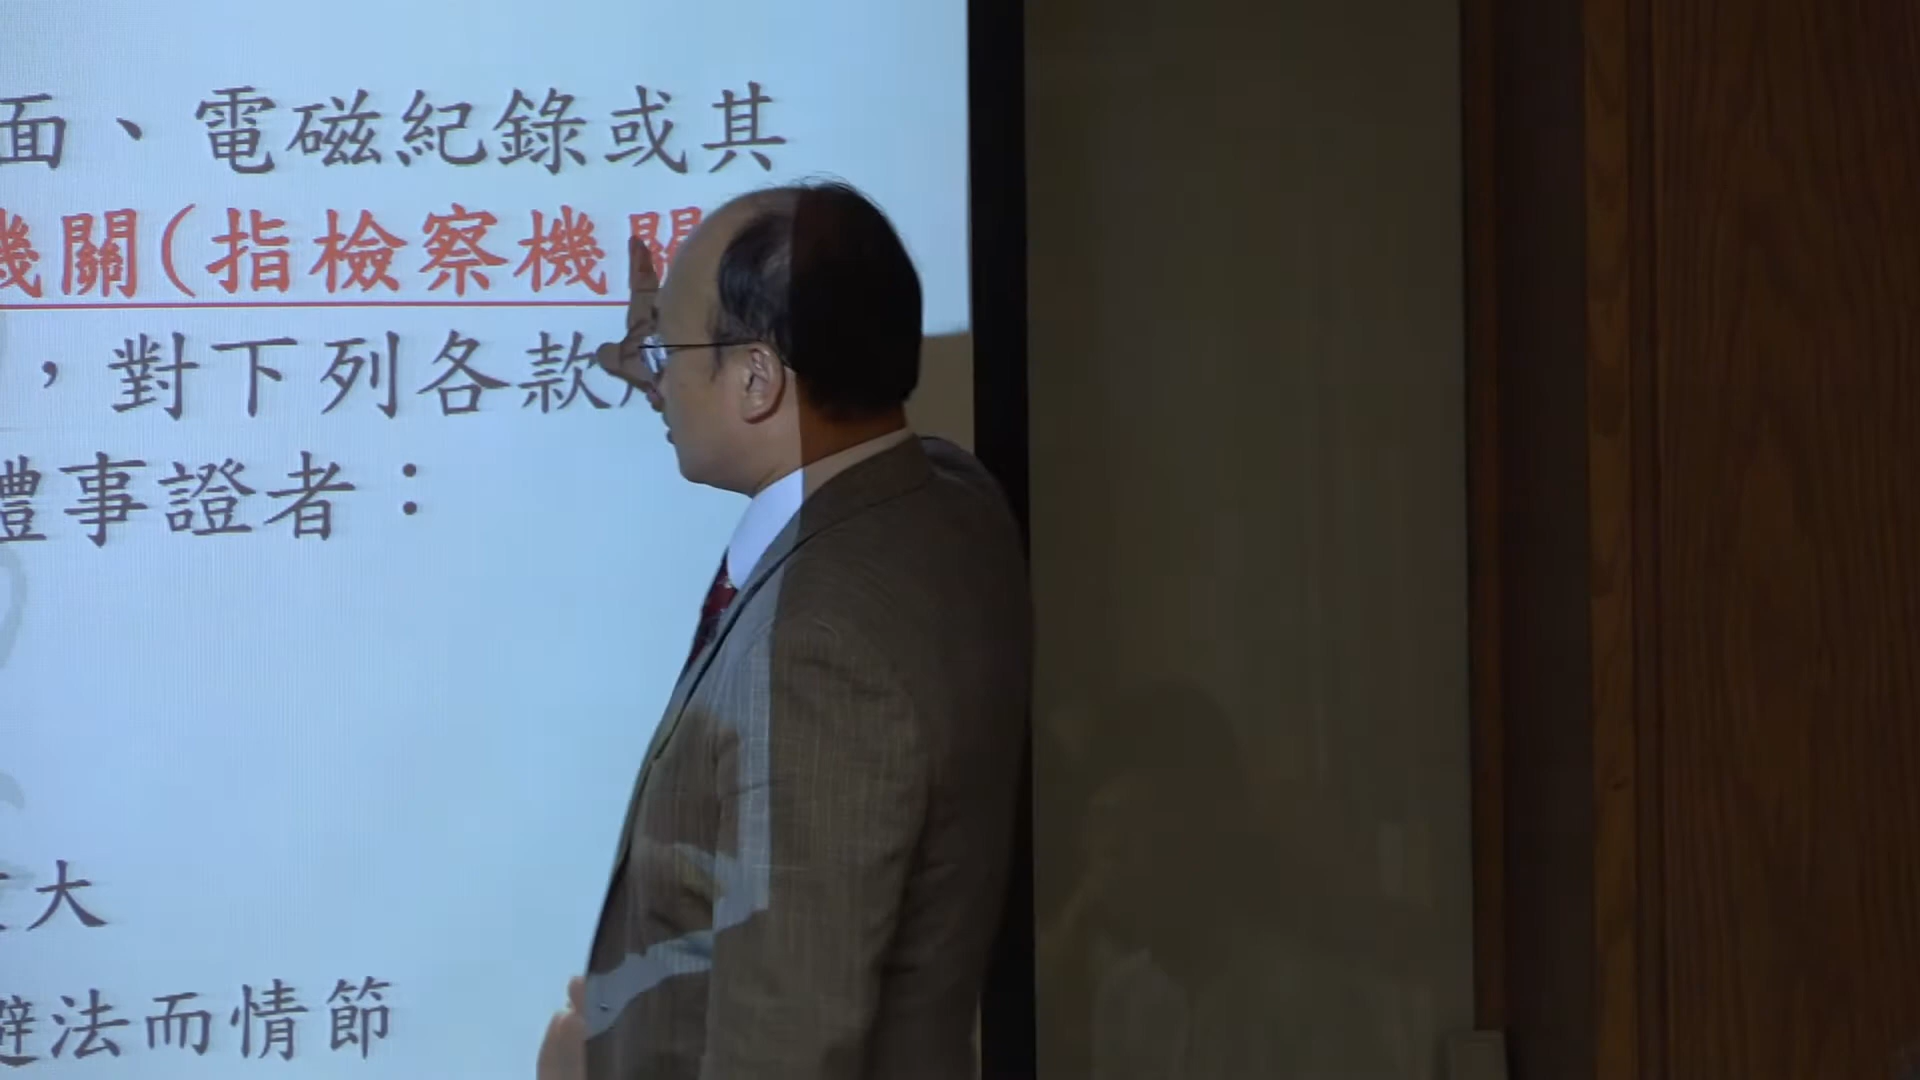 面、電磁紀錄或其
機關(指檢察機關
，對下列各款
體事證者：
大
避法而情節